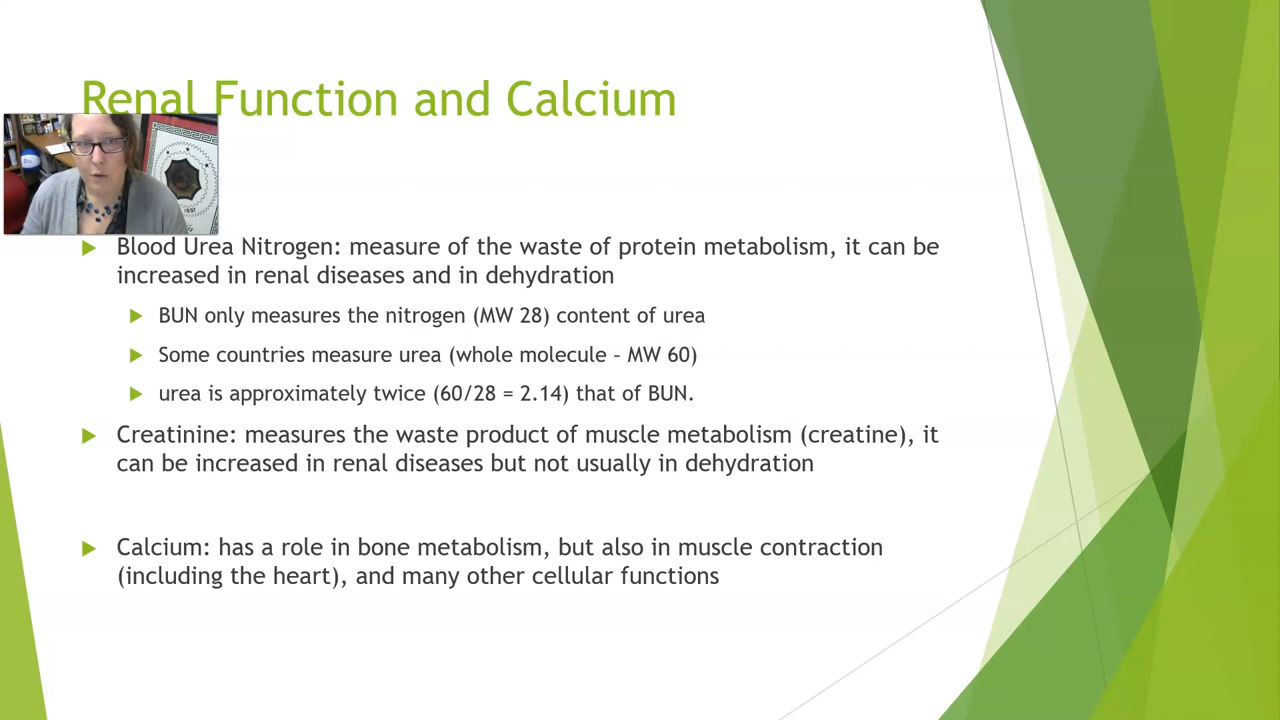 Renal Function and Calcium
1697
Blood Urea Nitrogen: measure of the waste of protein metabolism, it can be
increased in renal diseases and in dehydration
BUN only measures the nitrogen (MW 28) content of urea
Some countries measure urea (whole molecule – MW 60)
urea is approximately twice (60/28 = 2.14) that of BUN.
Creatinine: measures the waste product of muscle metabolism (creatine), it
can be increased in renal diseases but not usually in dehydration
Calcium: has a role in bone metabolism, but also in muscle contraction
(including the heart), and many other cellular functions